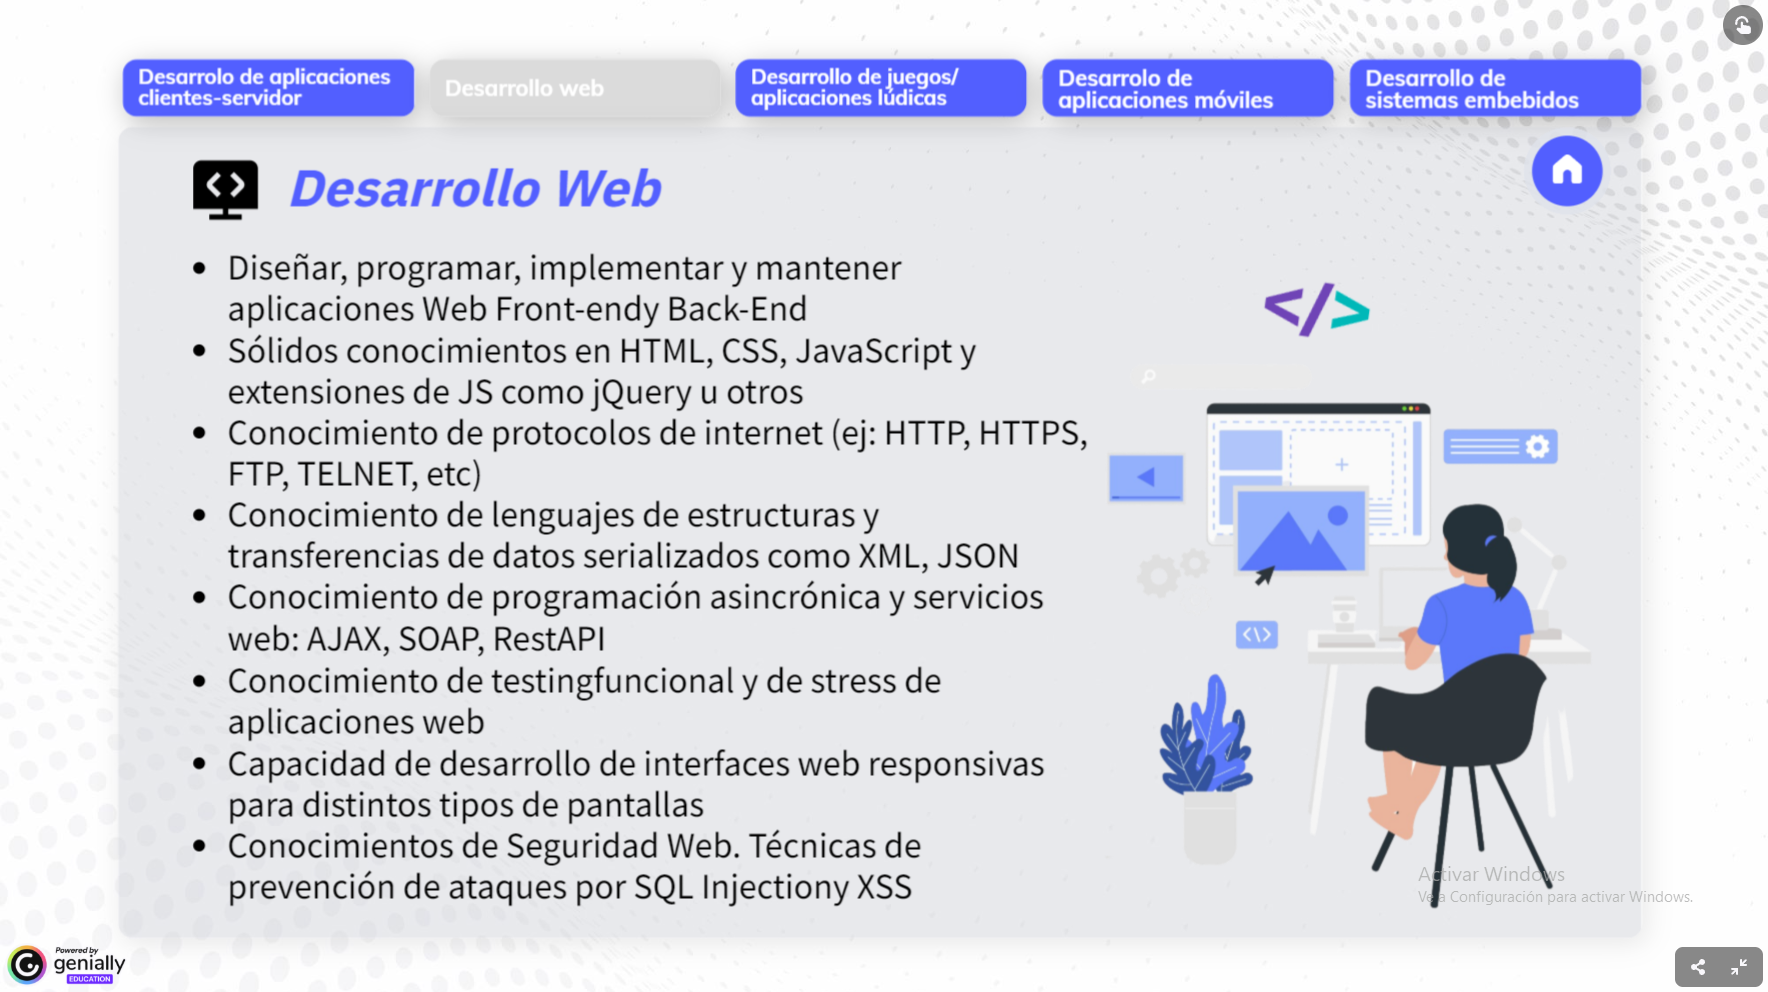 Desarrolo de aplicaciones
clientes-servidor
Desarrollo web
Desarrollo de juegos/
aplicaciones lúdicas
Desarrolo de
aplicaciones móviles
Desarrollo de
sistemas embebidos
Desarrollo Web
Diseñar, programar, implementar y mantener
aplicaciones Web Front-endy Back-End
Sólidos conocimientos en HTML, CSS, JavaScript y
extensiones de JS como jQuery u otros
Conocimiento de protocolos de internet (ej: HTTP, HTTPS,
FTP, TELNET, etc)
Conocimiento de lenguajes de estructuras y
transferencias de datos serializados como XML, JSON
Conocimiento de programación asincrónica y servicios
web: AJAX, SOAP, RestAPI
Conocimiento de testingfuncional y de stress de
aplicaciones web
Capacidad de desarrollo de interfaces web responsivas
para distintos tipos de pantallas
Conocimientos de Seguridad Web. Técnicas de
prevención de ataques por SQL Injectiony XSS
Activar Windows
Ve a Configuración para activar Windows.
Powered by
genially
EDUCATION